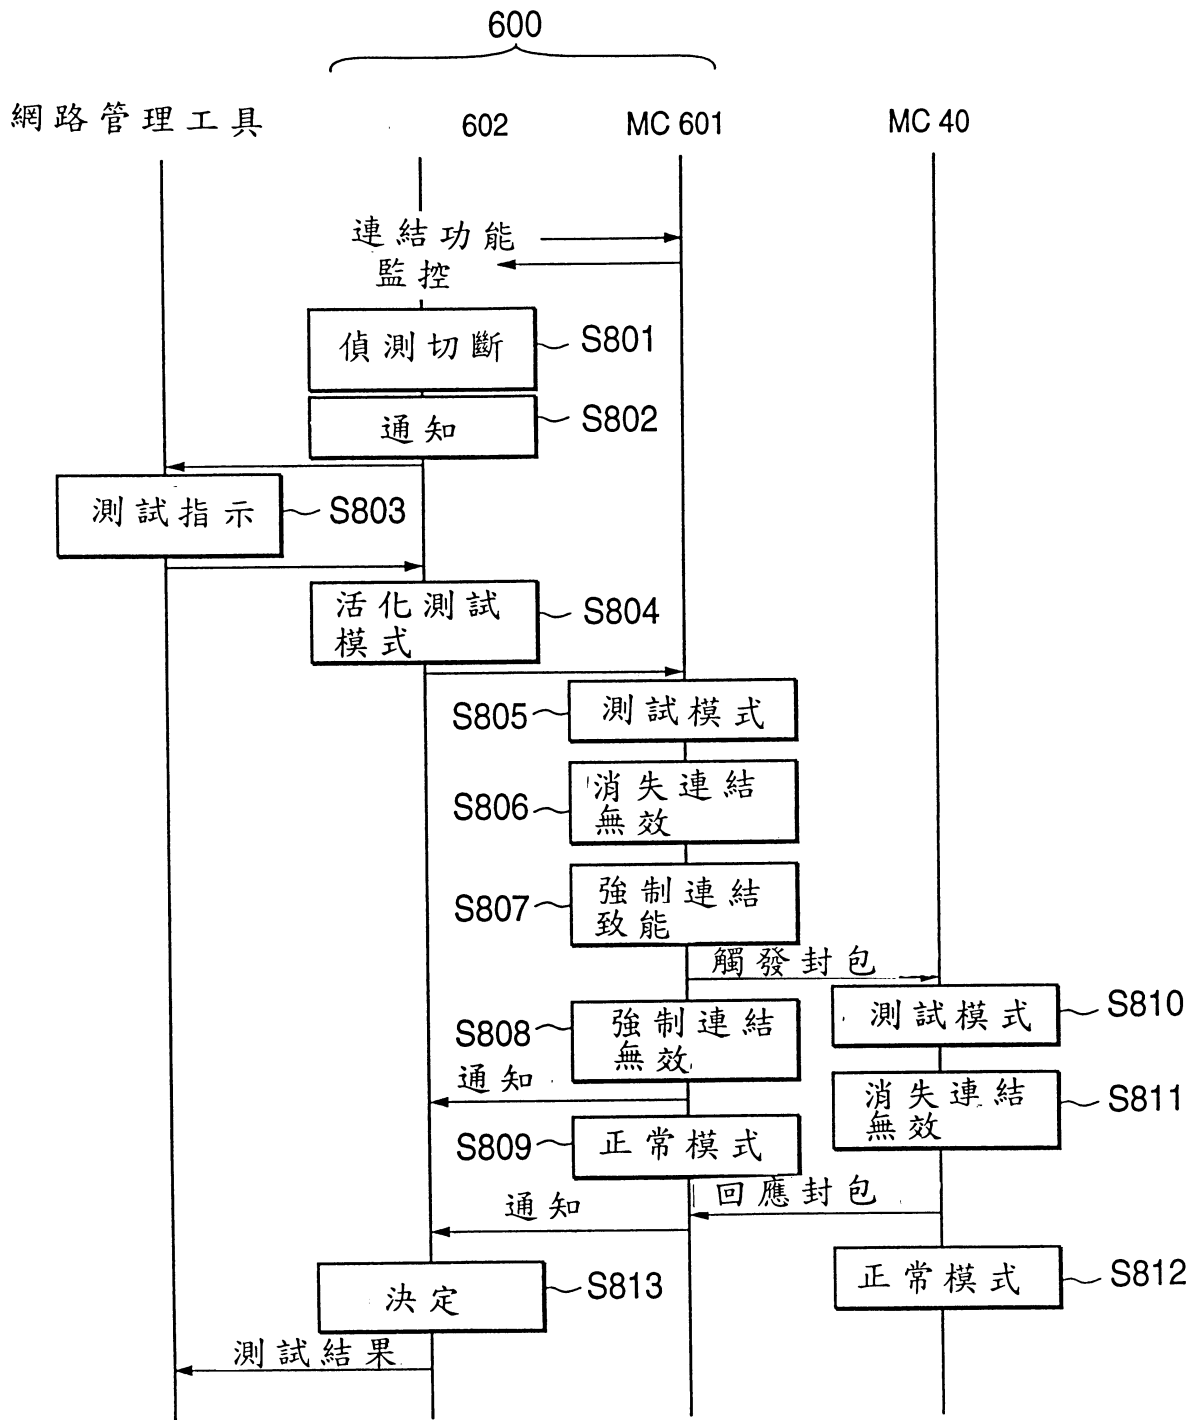 600
網路管理工具
602
MC 601
MC 40
連結功能
監控
偵測切斷
S801
通知
S802
測試指示
S803
活化測試
模式
S804
S805
測試模式
S806
消失連結
無效
S807
強制連結
致能
觸發封包
S808
強制連結
無效
測試模式
S810
通知
消失連結
無效
S811
S809
正常模式
回應封包
通知
正常模式
S812
決定
S813
測試結果